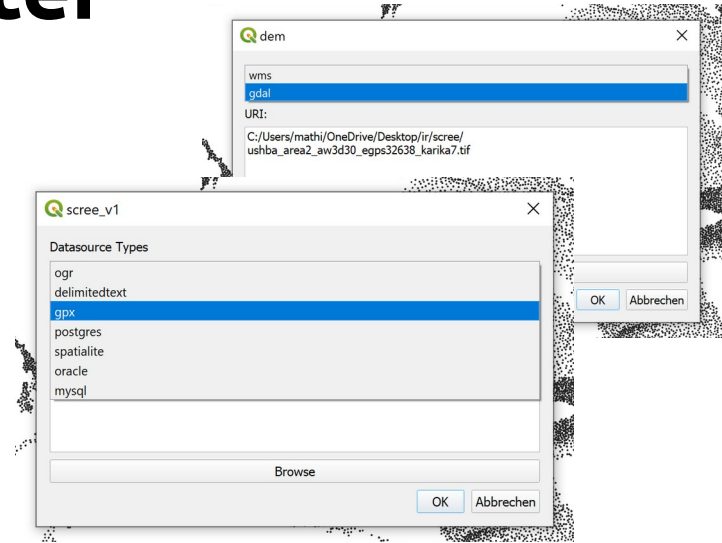 dem
wms
gdal
URI:
C:/Users/mathi/OneDrive/Desktop/ir/scree/
ushba_area2_aw3d30_egps32638_karika7.tif
OK Abbrechen
scree_v1
Datasource Types
ogr
delimitedtext
gpx
postgres
spatialite
oracle
mysql
Browse
OK Abbrechen